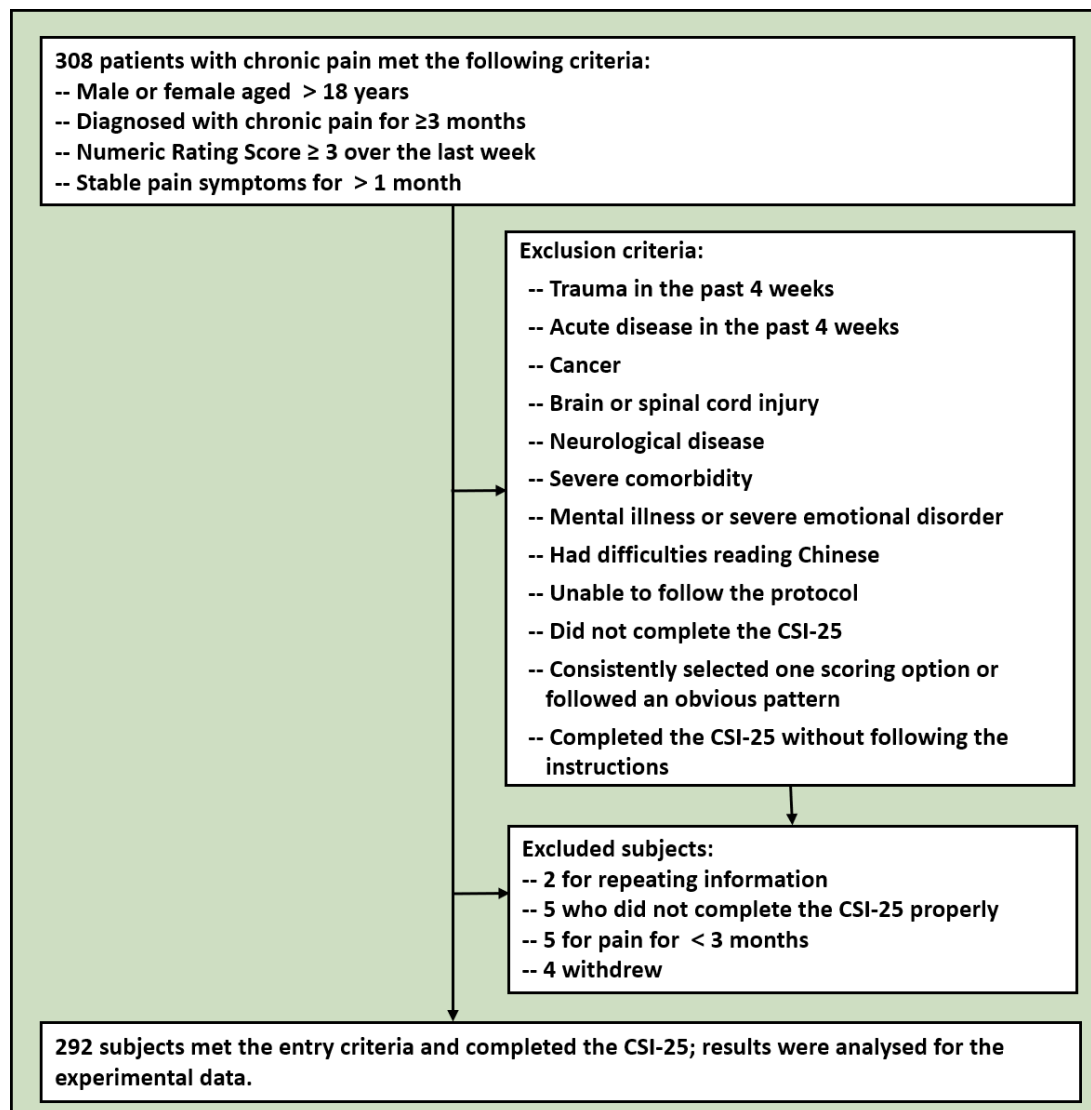 308 patients with chronic pain met the following criteria:
-- Male or female aged > 18 years
-- Diagnosed with chronic pain for ≥3 months
-- Numeric Rating Score ≥ 3 over the last week
-- Stable pain symptoms for > 1 month
Exclusion criteria:
-- Trauma in the past 4 weeks
-- Acute disease in the past 4 weeks
-- Cancer
-- Brain or spinal cord injury
-- Neurological disease
-- Severe comorbidity
-- Mental illness or severe emotional disorder
-- Had difficulties reading Chinese
-- Unable to follow the protocol
-- Did not complete the CSI-25
-- Consistently selected one scoring option or
followed an obvious pattern
-- Completed the CSI-25 without following the
instructions
Excluded subjects:
-- 2 for repeating information
-- 5 who did not complete the CSI-25 properly
-- 5 for pain for < 3 months
-- 4 withdrew
292 subjects met the entry criteria and completed the CSI-25; results were analysed for the
experimental data.